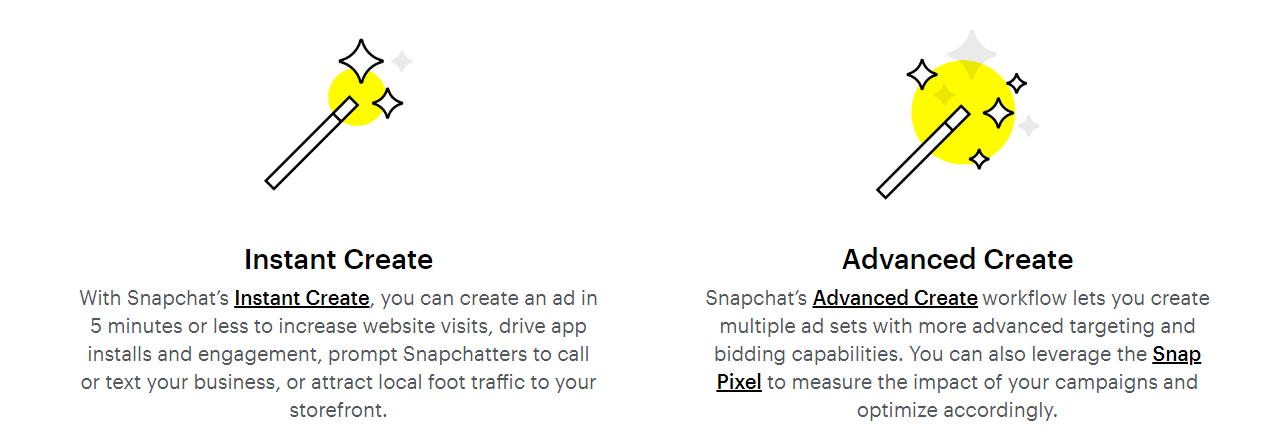 Instant Create
With Snapchat’s Instant Create, you can create an ad in
5 minutes or less to increase website visits, drive app
installs and engagement, prompt Snapchatters to call
or text your business, or attract local foot traffic to your
storefront.
Advanced Create
Snapchat’s Advanced Create workflow lets you create
multiple ad sets with more advanced targeting and
bidding capabilities. You can also leverage the Snap
Pixel to measure the impact of your campaigns and
optimize accordingly.